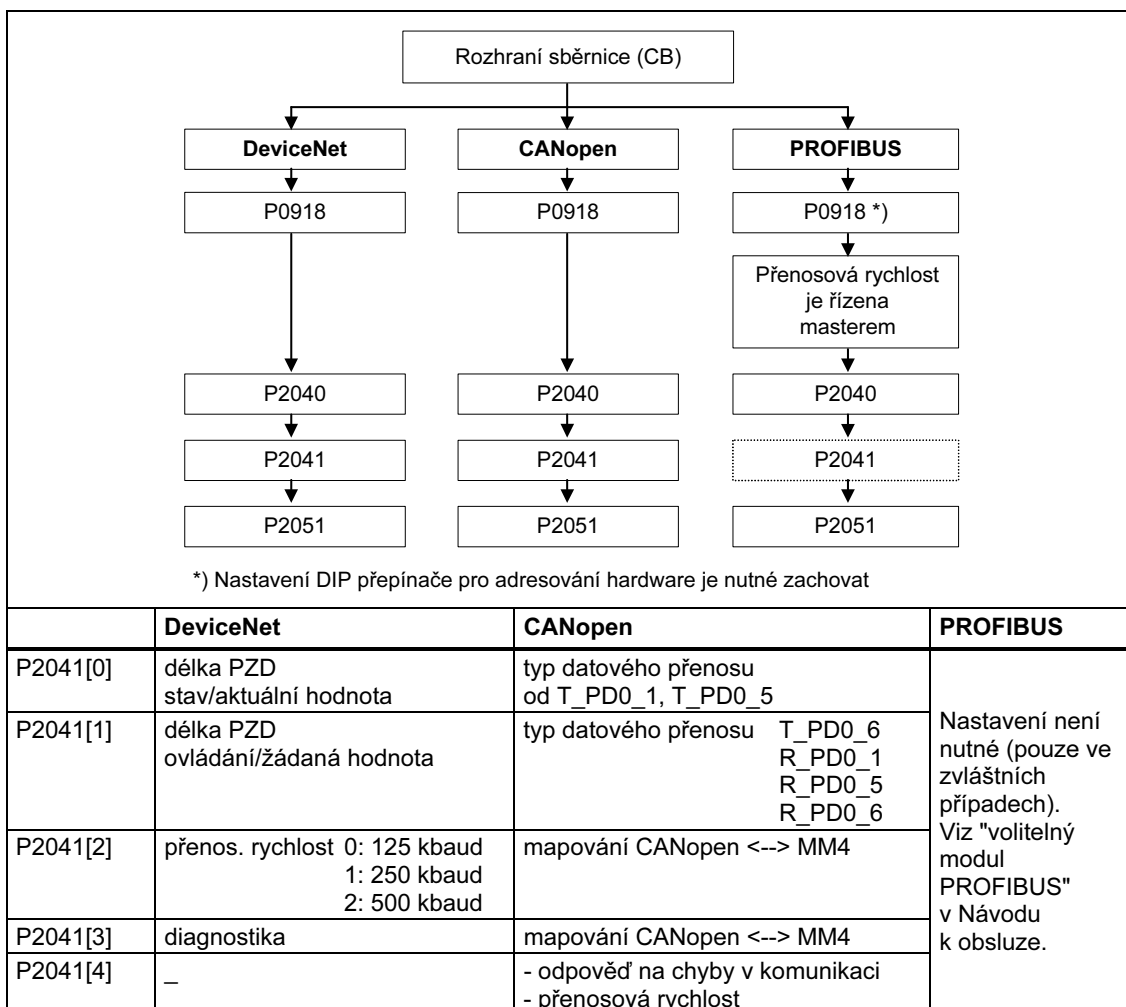 Rozhraní sběrnice (CB)
DeviceNet CANopen PROFIBUS
P0918 P0918 P0918 *)
Přenosová rychlost
je řízena
masterem
P2040 P2040 P2040
P2041 P2041 P2041
P2051 P2051 P2051
*) Nastavení DIP přepínače pro adresování hardware je nutné zachovat
DeviceNet CANopen PROFIBUS
P2041[0] délka PZD typ datového přenosu
stav/aktuální hodnota od T_PD0_1, T_PD0_5
P2041[1] délka PZD typ datového přenosu T_PD0_6
ovládání/žádaná hodnota R_PD0_1
R_PD0_5
R_PD0_6
P2041[2] přenos. rychlost 0: 125 kbaud mapování CANopen <--> MM4
1: 250 kbaud
2: 500 kbaud
P2041[3] diagnostika mapování CANopen <--> MM4
P2041[4] _ - odpověď na chyby v komunikaci
- přenosová rychlost
Nastavení není
nutné (pouze ve
zvláštních
případech).
Viz "volitelný
modul
PROFIBUS"
v Návodu
k obsluze.